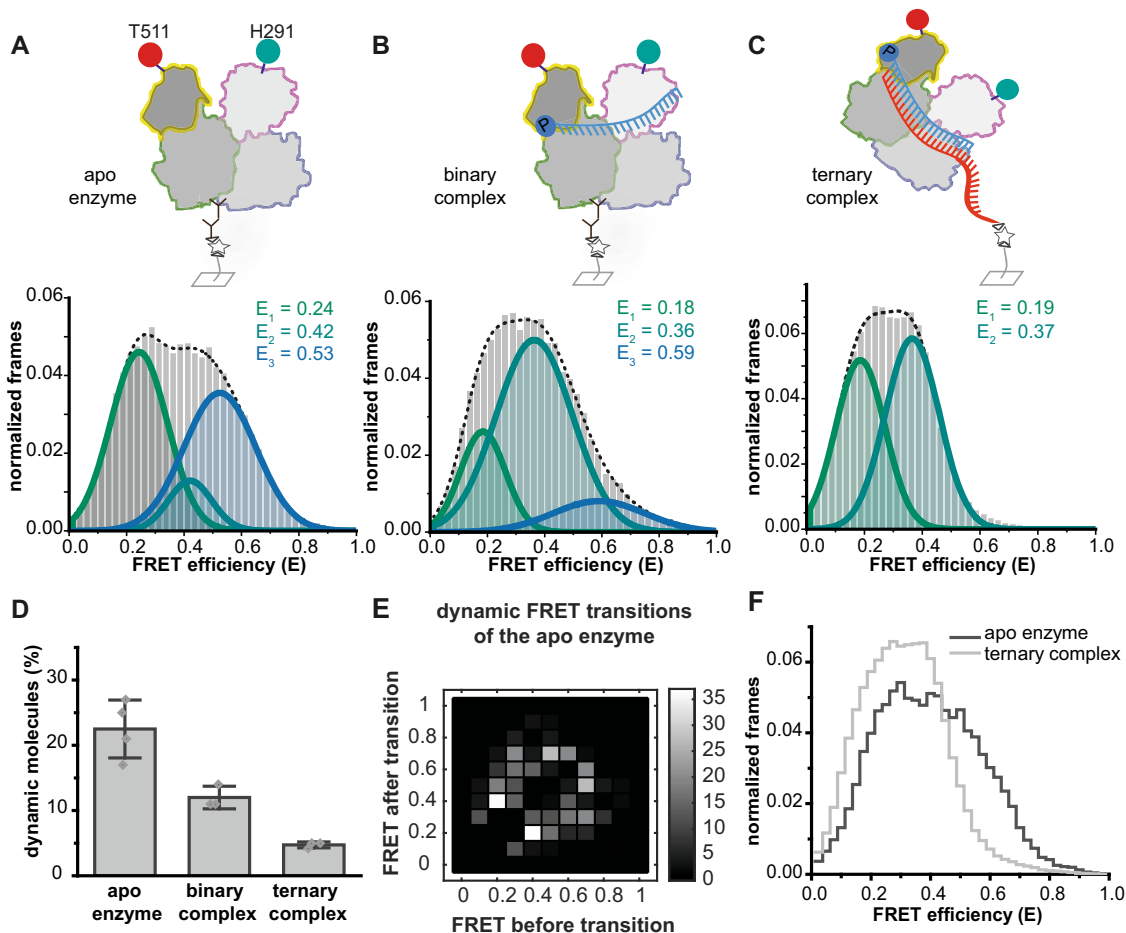 A
T511
H291
apo
enzyme
B
P
binary
complex
C
P
ternary
complex
normalized frames
0.06
0.04
0.02
0.00
E1 = 0.24
E2 = 0.42
E3 = 0.53
0.0 0.2 0.4 0.6 0.8 1.0
FRET efficiency (E)
normalized frames
0.06
0.04
0.02
0.00
E1 = 0.18
E2 = 0.36
E3 = 0.59
0.0 0.2 0.4 0.6 0.8 1.0
FRET efficiency (E)
normalized frames
0.06
0.04
0.02
0.00
E1 = 0.19
E2 = 0.37
0.0 0.2 0.4 0.6 0.8 1.0
FRET efficiency (E)
D
dynamic molecules (%)
30
20
10
0
apo
enzyme
binary
complex
ternary
complex
E
dynamic FRET transitions
of the apo enzyme
FRET after transition
1
0.8
0.6
0.4
0.2
0
0 0.2 0.4 0.6 0.8 1
FRET before transition
35
30
25
20
15
10
5
0
F
apo enzyme
ternary complex
normalized frames
0.06
0.04
0.02
0.00
0.0 0.2 0.4 0.6 0.8 1.0
FRET efficiency (E)